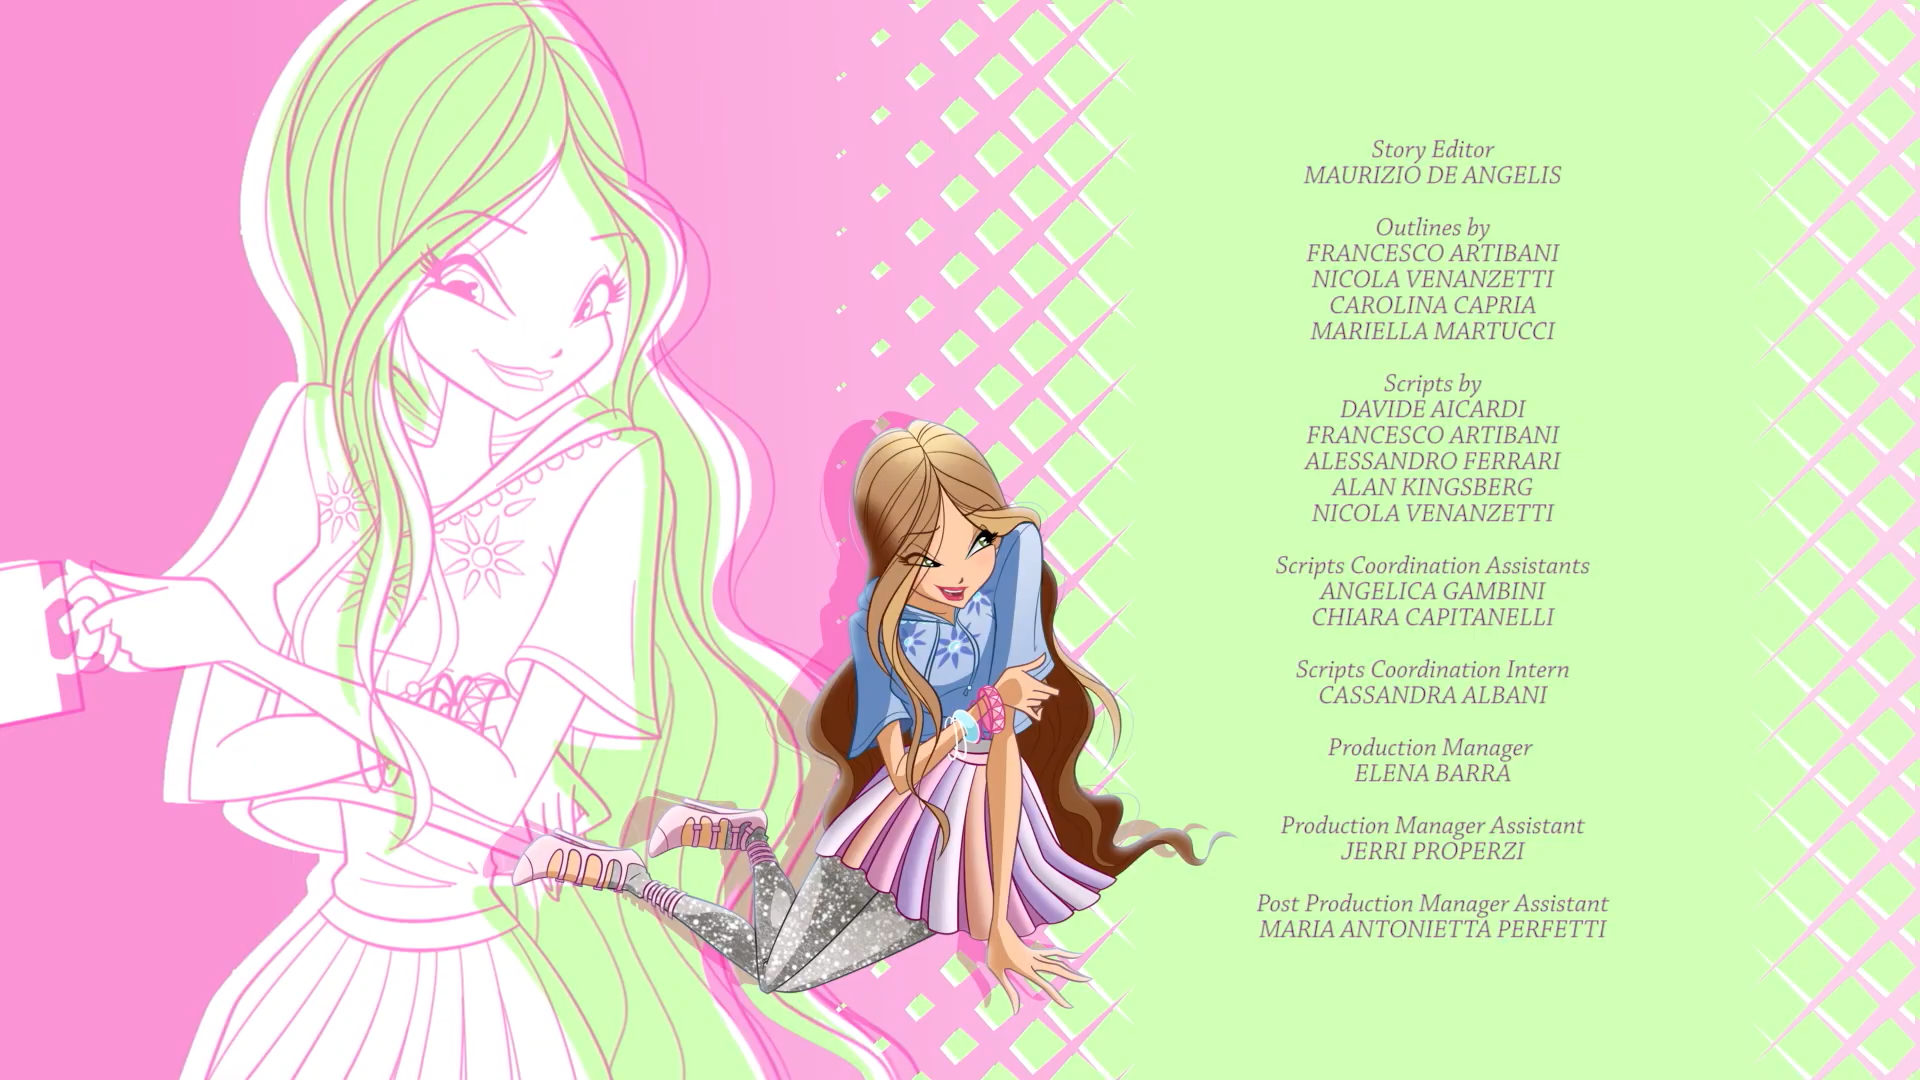 Story Editor
MAURIZIO DE ANGELIS
Outlines by
FRANCESCO ARTIBANI
NICOLA VENANZETTI
CAROLINA CAPRIA
MARIELLA MARTUCCI
Scripts by
DAVIDE AICARDI
FRANCESCO ARTIBANI
ALESSANDRO FERRARI
ALAN KINGSBERG
NICOLA VENANZETTI
Scripts Coordination Assistants
ANGELICA GAMBINI
CHIARA CAPITANELLI
Scripts Coordination Intern
CASSANDRA ALBANI
Production Manager
ELENA BARRA
Production Manager Assistant
JERRI PROPERZI
Post Production Manager Assistant
MARIA ANTONIETTA PERFETTI